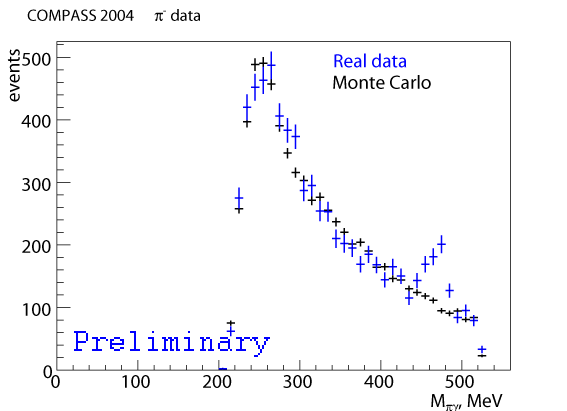 COMPASS 2004 π⁻ data
events
500
400
300
200
100
0
Real data
Monte Carlo
Preliminary
0 100 200 300 400 500
Mπγ, MeV